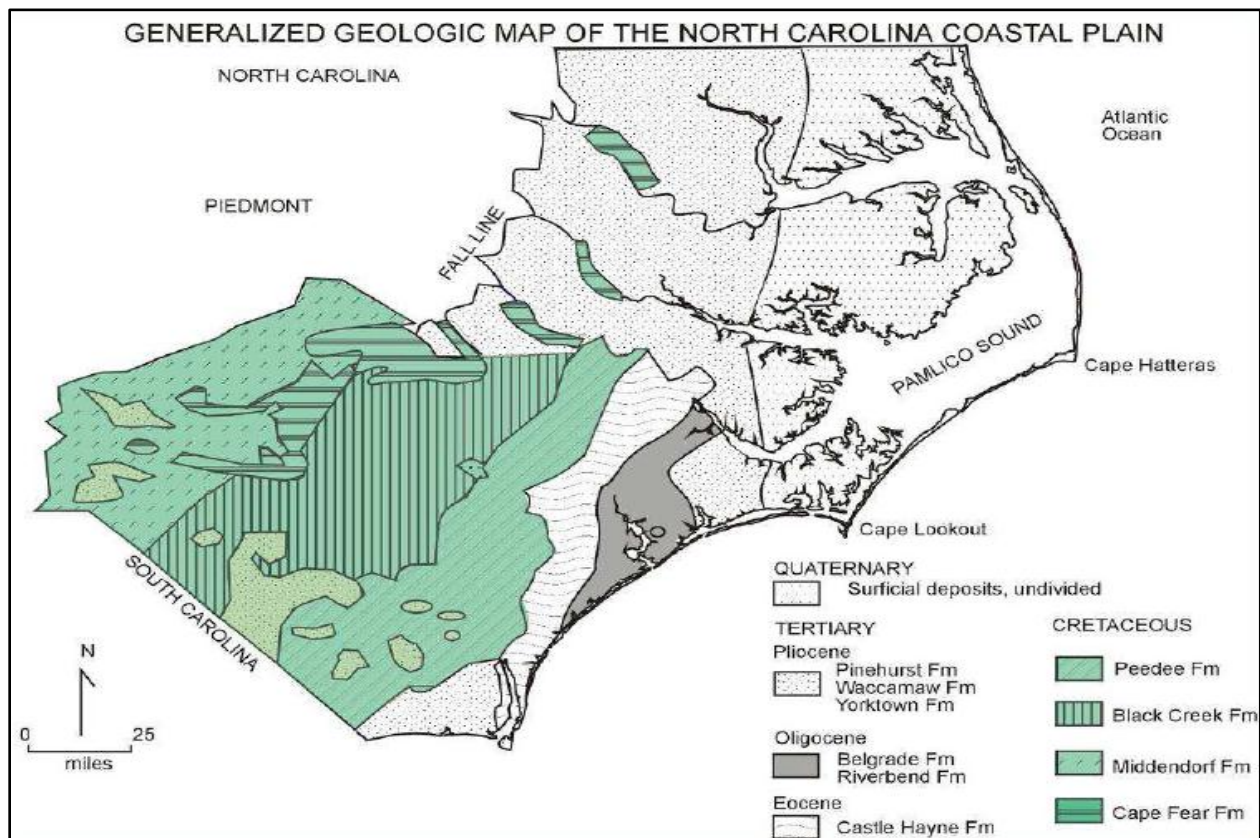 GENERALIZED GEOLOGIC MAP OF THE NORTH CAROLINA COASTAL PLAIN
NORTH CAROLINA
Atlantic
Ocean
PIEDMONT
FALL LINE
PAMLICO SOUND
Cape Hatteras
Cape Lookout
SOUTH CAROLINA
N
0 25
miles
QUATERNARY
Surficial deposits, undivided
TERTIARY
Pliocene
Pinehurst Fm
Waccamaw Fm
Yorktown Fm
Oligocene
Belgrade Fm
Riverbend Fm
Eocene
Castle Hayne Fm
CRETACEOUS
Peedee Fm
Black Creek Fm
Middendorf Fm
Cape Fear Fm